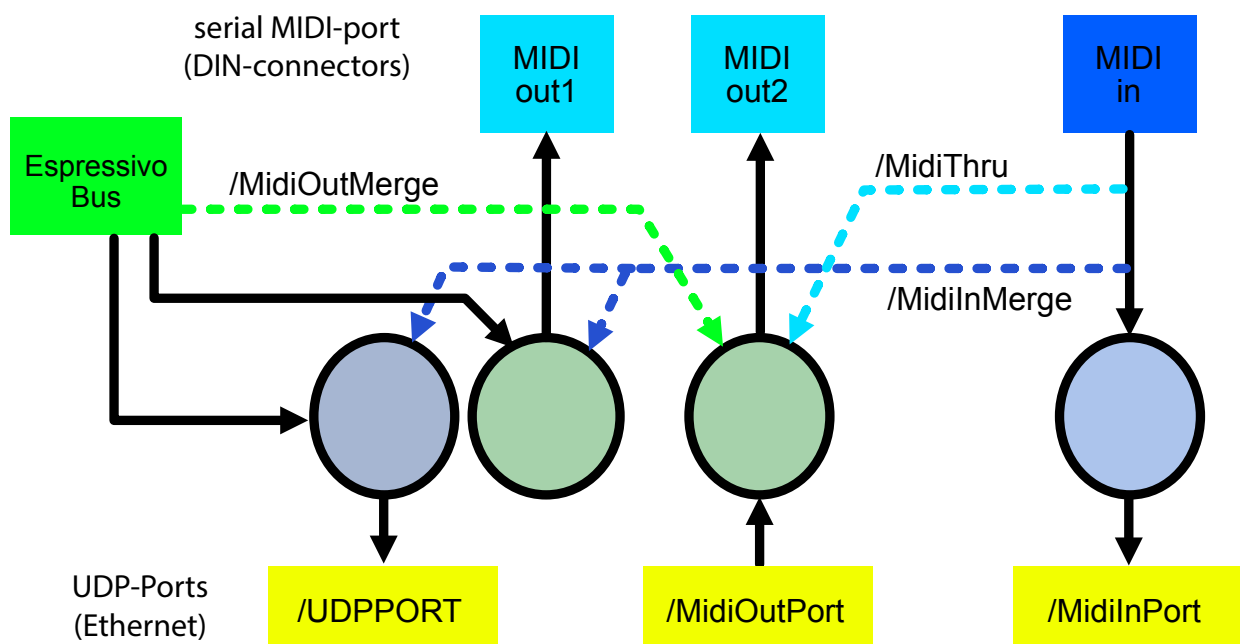 serial MIDI-port
(DIN-connectors)
MIDI
out1
MIDI
out2
MIDI
in
Espressivo
Bus
/MidiOutMerge
/MidiThru
/MidiInMerge
UDP-Ports
(Ethernet)
/UDPPORT
/MidiOutPort
/MidiInPort